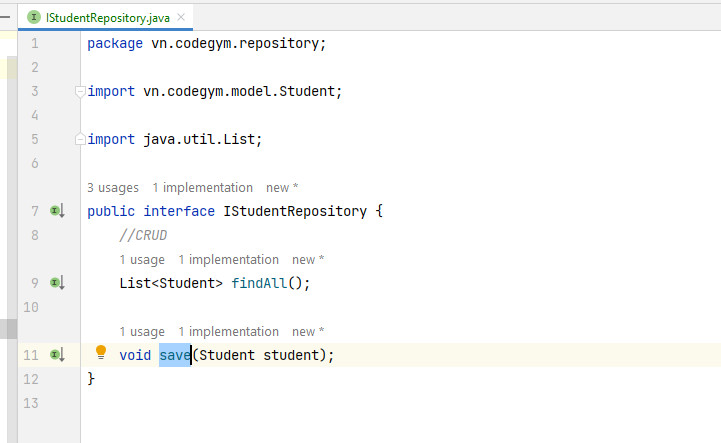 IStudentRepository.java
1 package vn.codegym.repository;
2
3 import vn.codegym.model.Student;
4
5 import java.util.List;
6
3 usages 1 implementation new *
7 public interface IStudentRepository {
8 //CRUD
1 usage 1 implementation new *
9 List<Student> findAll();
10
1 usage 1 implementation new *
11 void save(Student student);
12 }
13